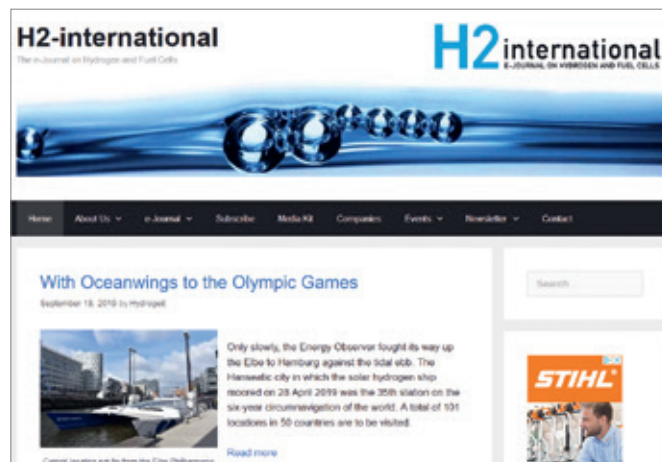 H2-international
The e-Journal on Hydrogen and Fuel Cells
H2 international
E-JOURNAL ON HYDROGEN AND FUEL CELLS
Home About Us e-Journal Subscribe Media Kit Companies Events Newsletter Contact
With Oceanwings to the Olympic Games
September 18, 2019 by Hydrogeit
Search
Only slowly, the Energy Observer fought its way up
the Elbe to Hamburg against the tidal ebb. The
Hanseatic city in which the solar hydrogen ship
moored on 28 April 2019 was the 35th station on the
six-year circumnavigation of the world. A total of 101
locations in 50 countries are to be visited.
Read more
STIHL